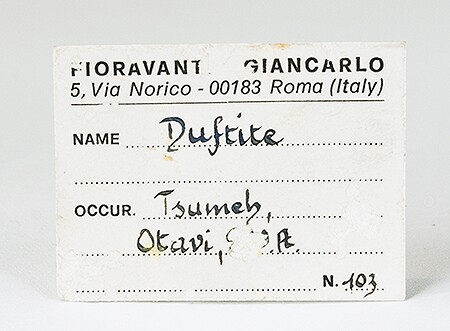 FIORAVANT GIANCARLO
5, Via Norico - 00183 Roma (Italy)
NAME Duftite
OCCUR. Tsumeb,
Otavi, S.W.A.
N. 103